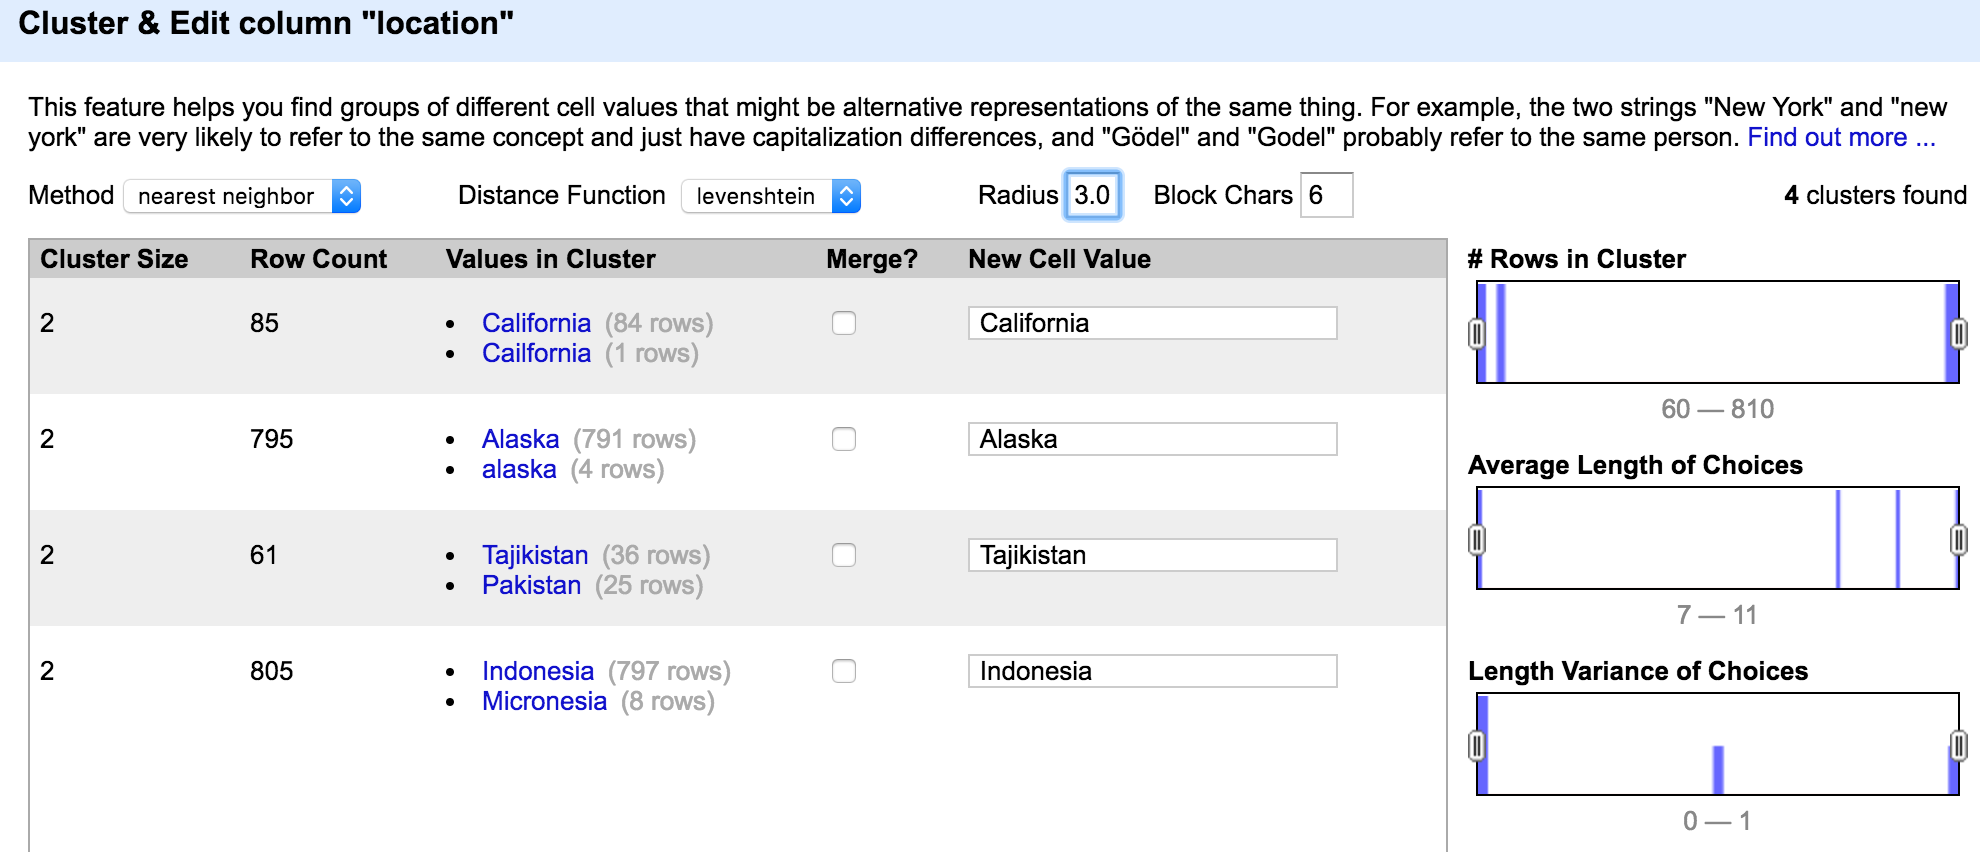 Cluster & Edit column "location"
This feature helps you find groups of different cell values that might be alternative representations of the same thing. For example, the two strings "New York" and "new
york" are very likely to refer to the same concept and just have capitalization differences, and "Gödel" and "Godel" probably refer to the same person. Find out more ...
Method nearest neighbor Distance Function levenshtein Radius 3.0 Block Chars 6 4 clusters found
Cluster Size Row Count Values in Cluster Merge? New Cell Value
2 85 • California (84 rows) California
• Cailfornia (1 rows)
2 795 • Alaska (791 rows) Alaska
• alaska (4 rows)
2 61 • Tajikistan (36 rows) Tajikistan
• Pakistan (25 rows)
2 805 • Indonesia (797 rows) Indonesia
• Micronesia (8 rows)
# Rows in Cluster
60 — 810
Average Length of Choices
7 — 11
Length Variance of Choices
0 — 1